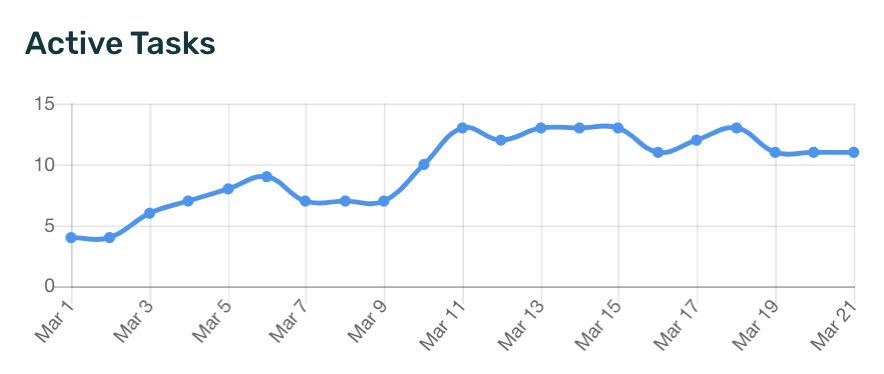 Active Tasks
15
10
5
0
Mar 1
Mar 3
Mar 5
Mar 7
Mar 9
Mar 11
Mar 13
Mar 15
Mar 17
Mar 19
Mar 21